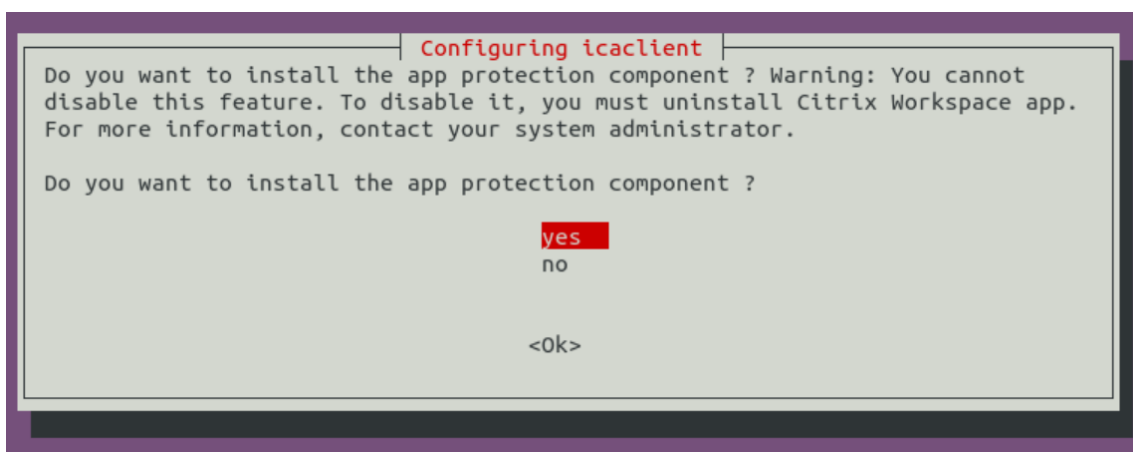 Configuring icaclient
Do you want to install the app protection component ? Warning: You cannot
disable this feature. To disable it, you must uninstall Citrix Workspace app.
For more information, contact your system administrator.
Do you want to install the app protection component ?
yes
no
<Ok>